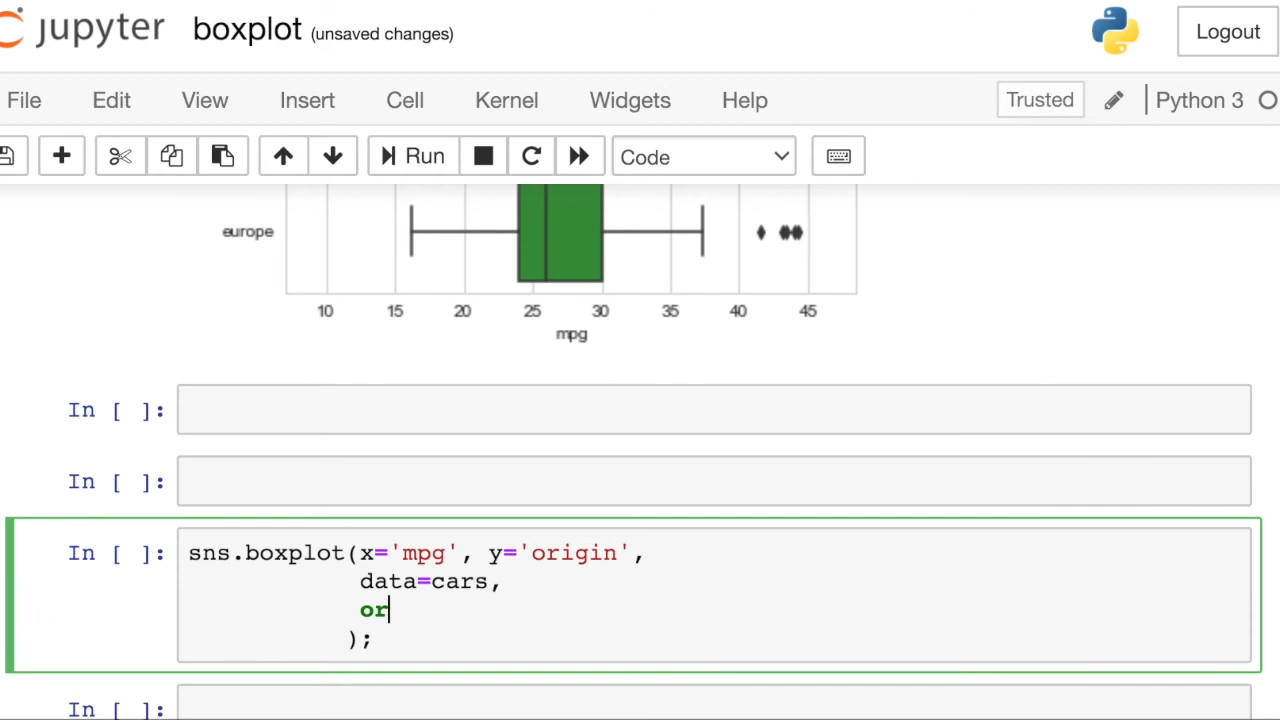 jupyter boxplot (unsaved changes) Logout
File Edit View Insert Cell Kernel Widgets Help Trusted Python 3
Run Code
europe
10 15 20 25 30 35 40 45
mpg
In [ ]:
In [ ]:
In [ ]: sns.boxplot(x='mpg', y='origin',
data=cars,
or
);
In [ ]: